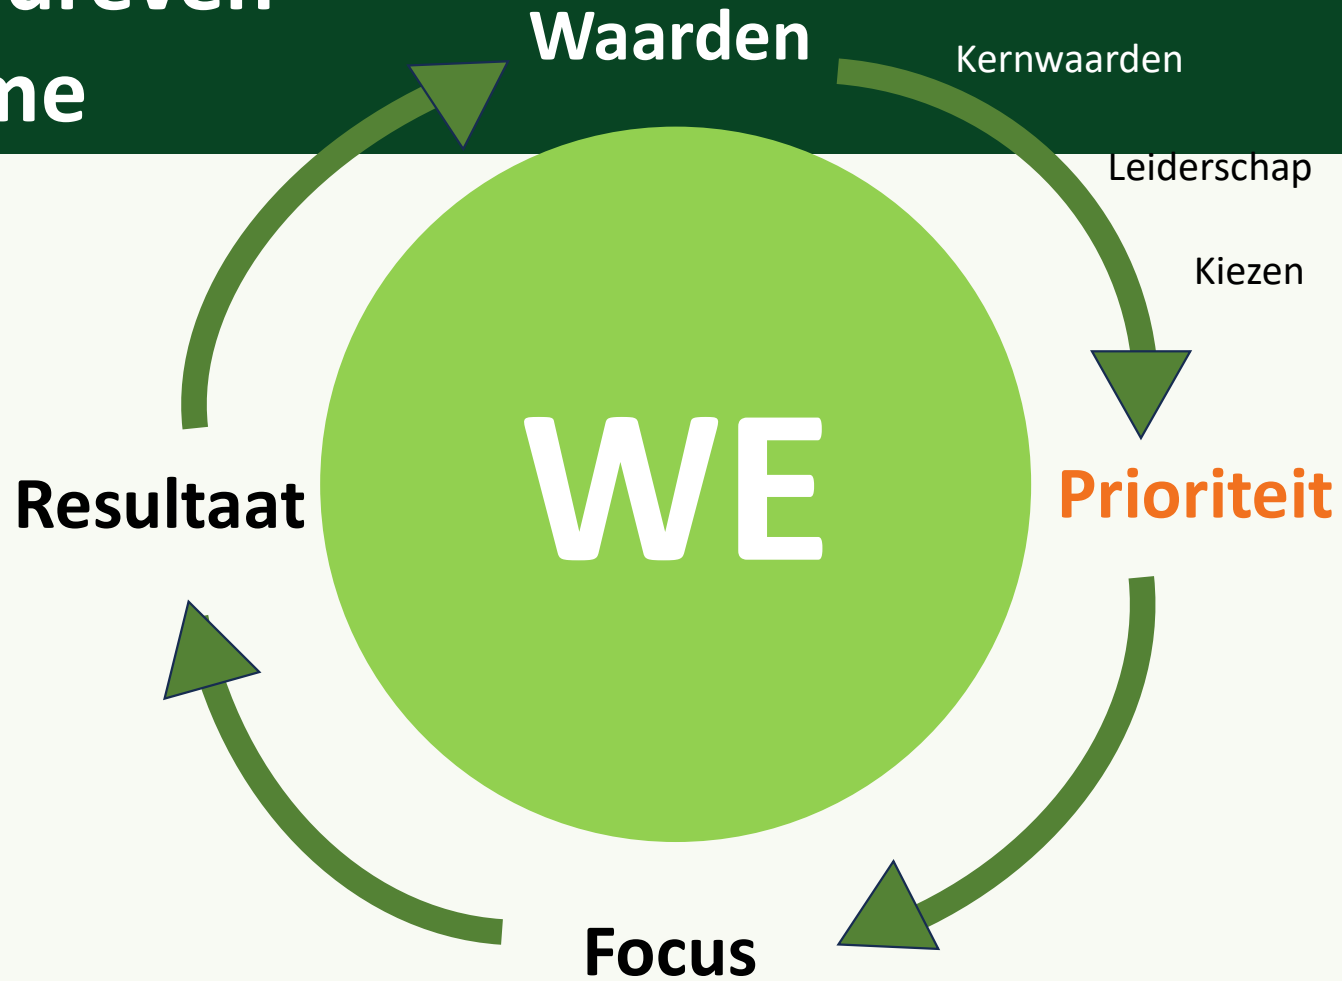 Waarden
Kernwaarden
Leiderschap
Kiezen
WE
Resultaat
Prioriteit
Focus